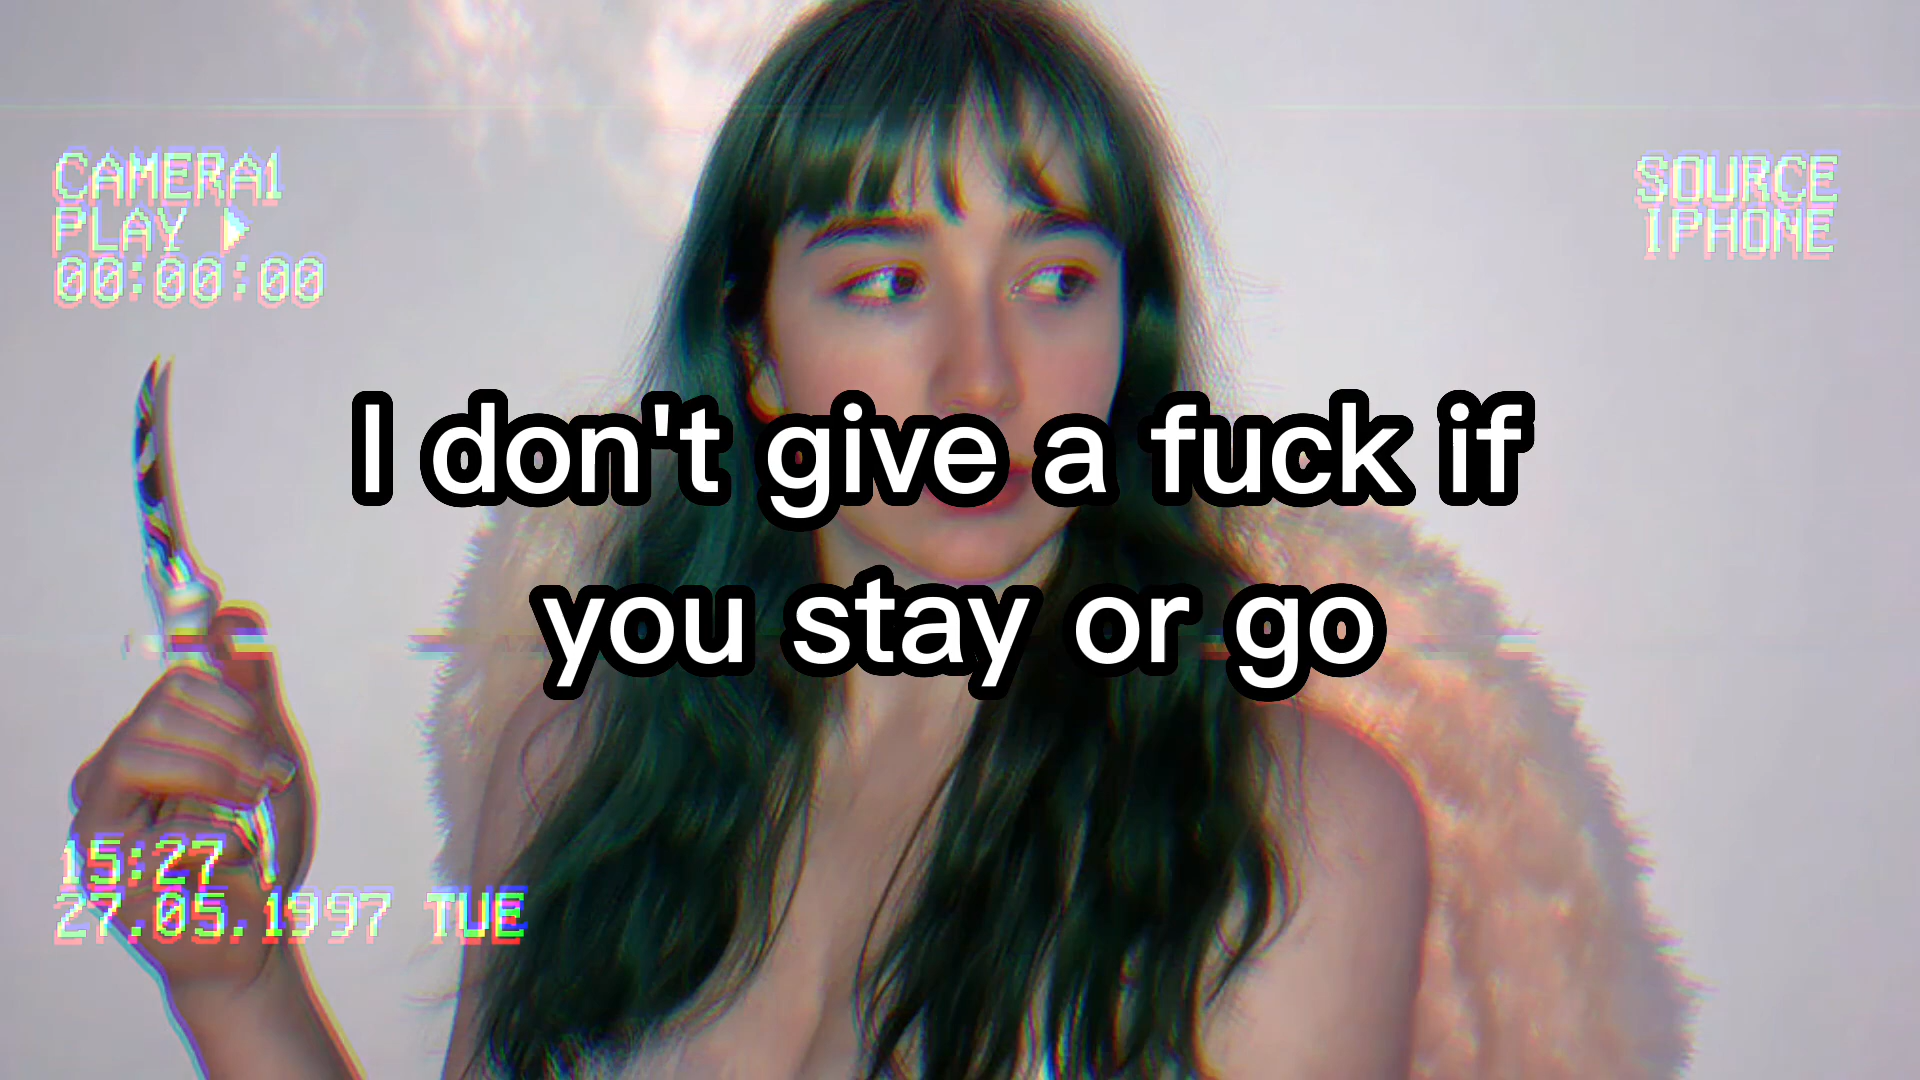 CAMERA1
PLAY ▶
00:00:00
SOURCE
IPHONE
I don't give a fuck if
you stay or go
15:27
27.05.1997 TUE